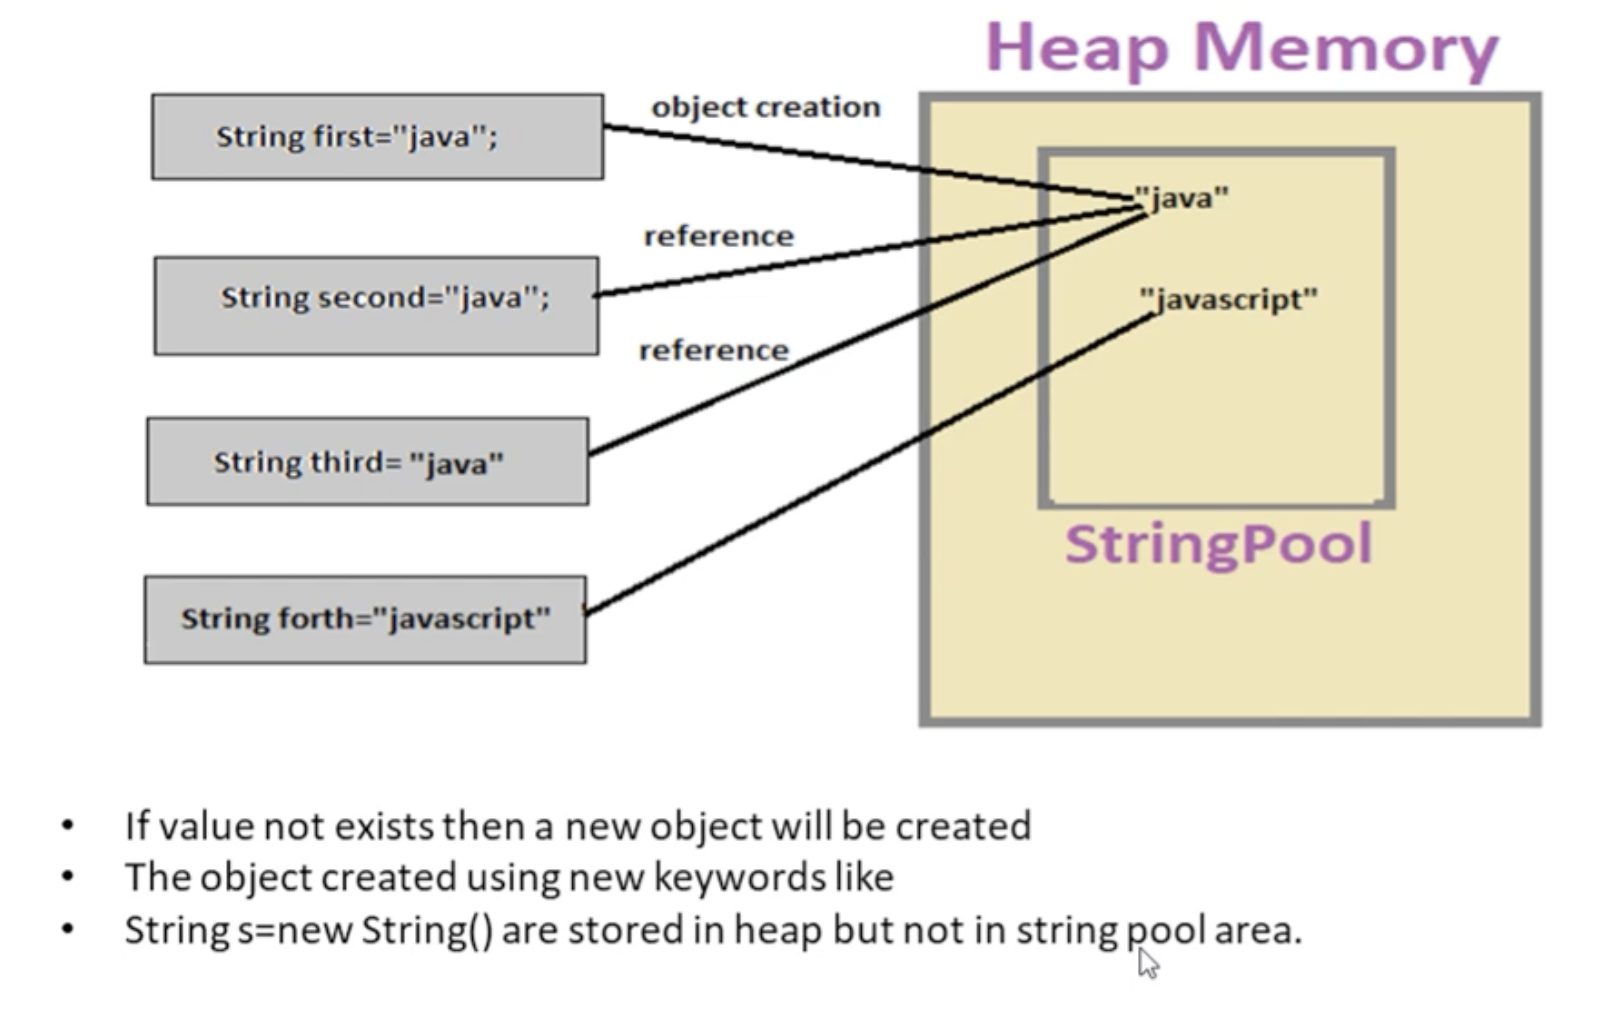 Heap Memory
object creation
String first="java";
"java"
reference
String second="java";
"javascript"
reference
String third= "java"
StringPool
String forth="javascript"
• If value not exists then a new object will be created
• The object created using new keywords like
• String s=new String() are stored in heap but not in string pool area.